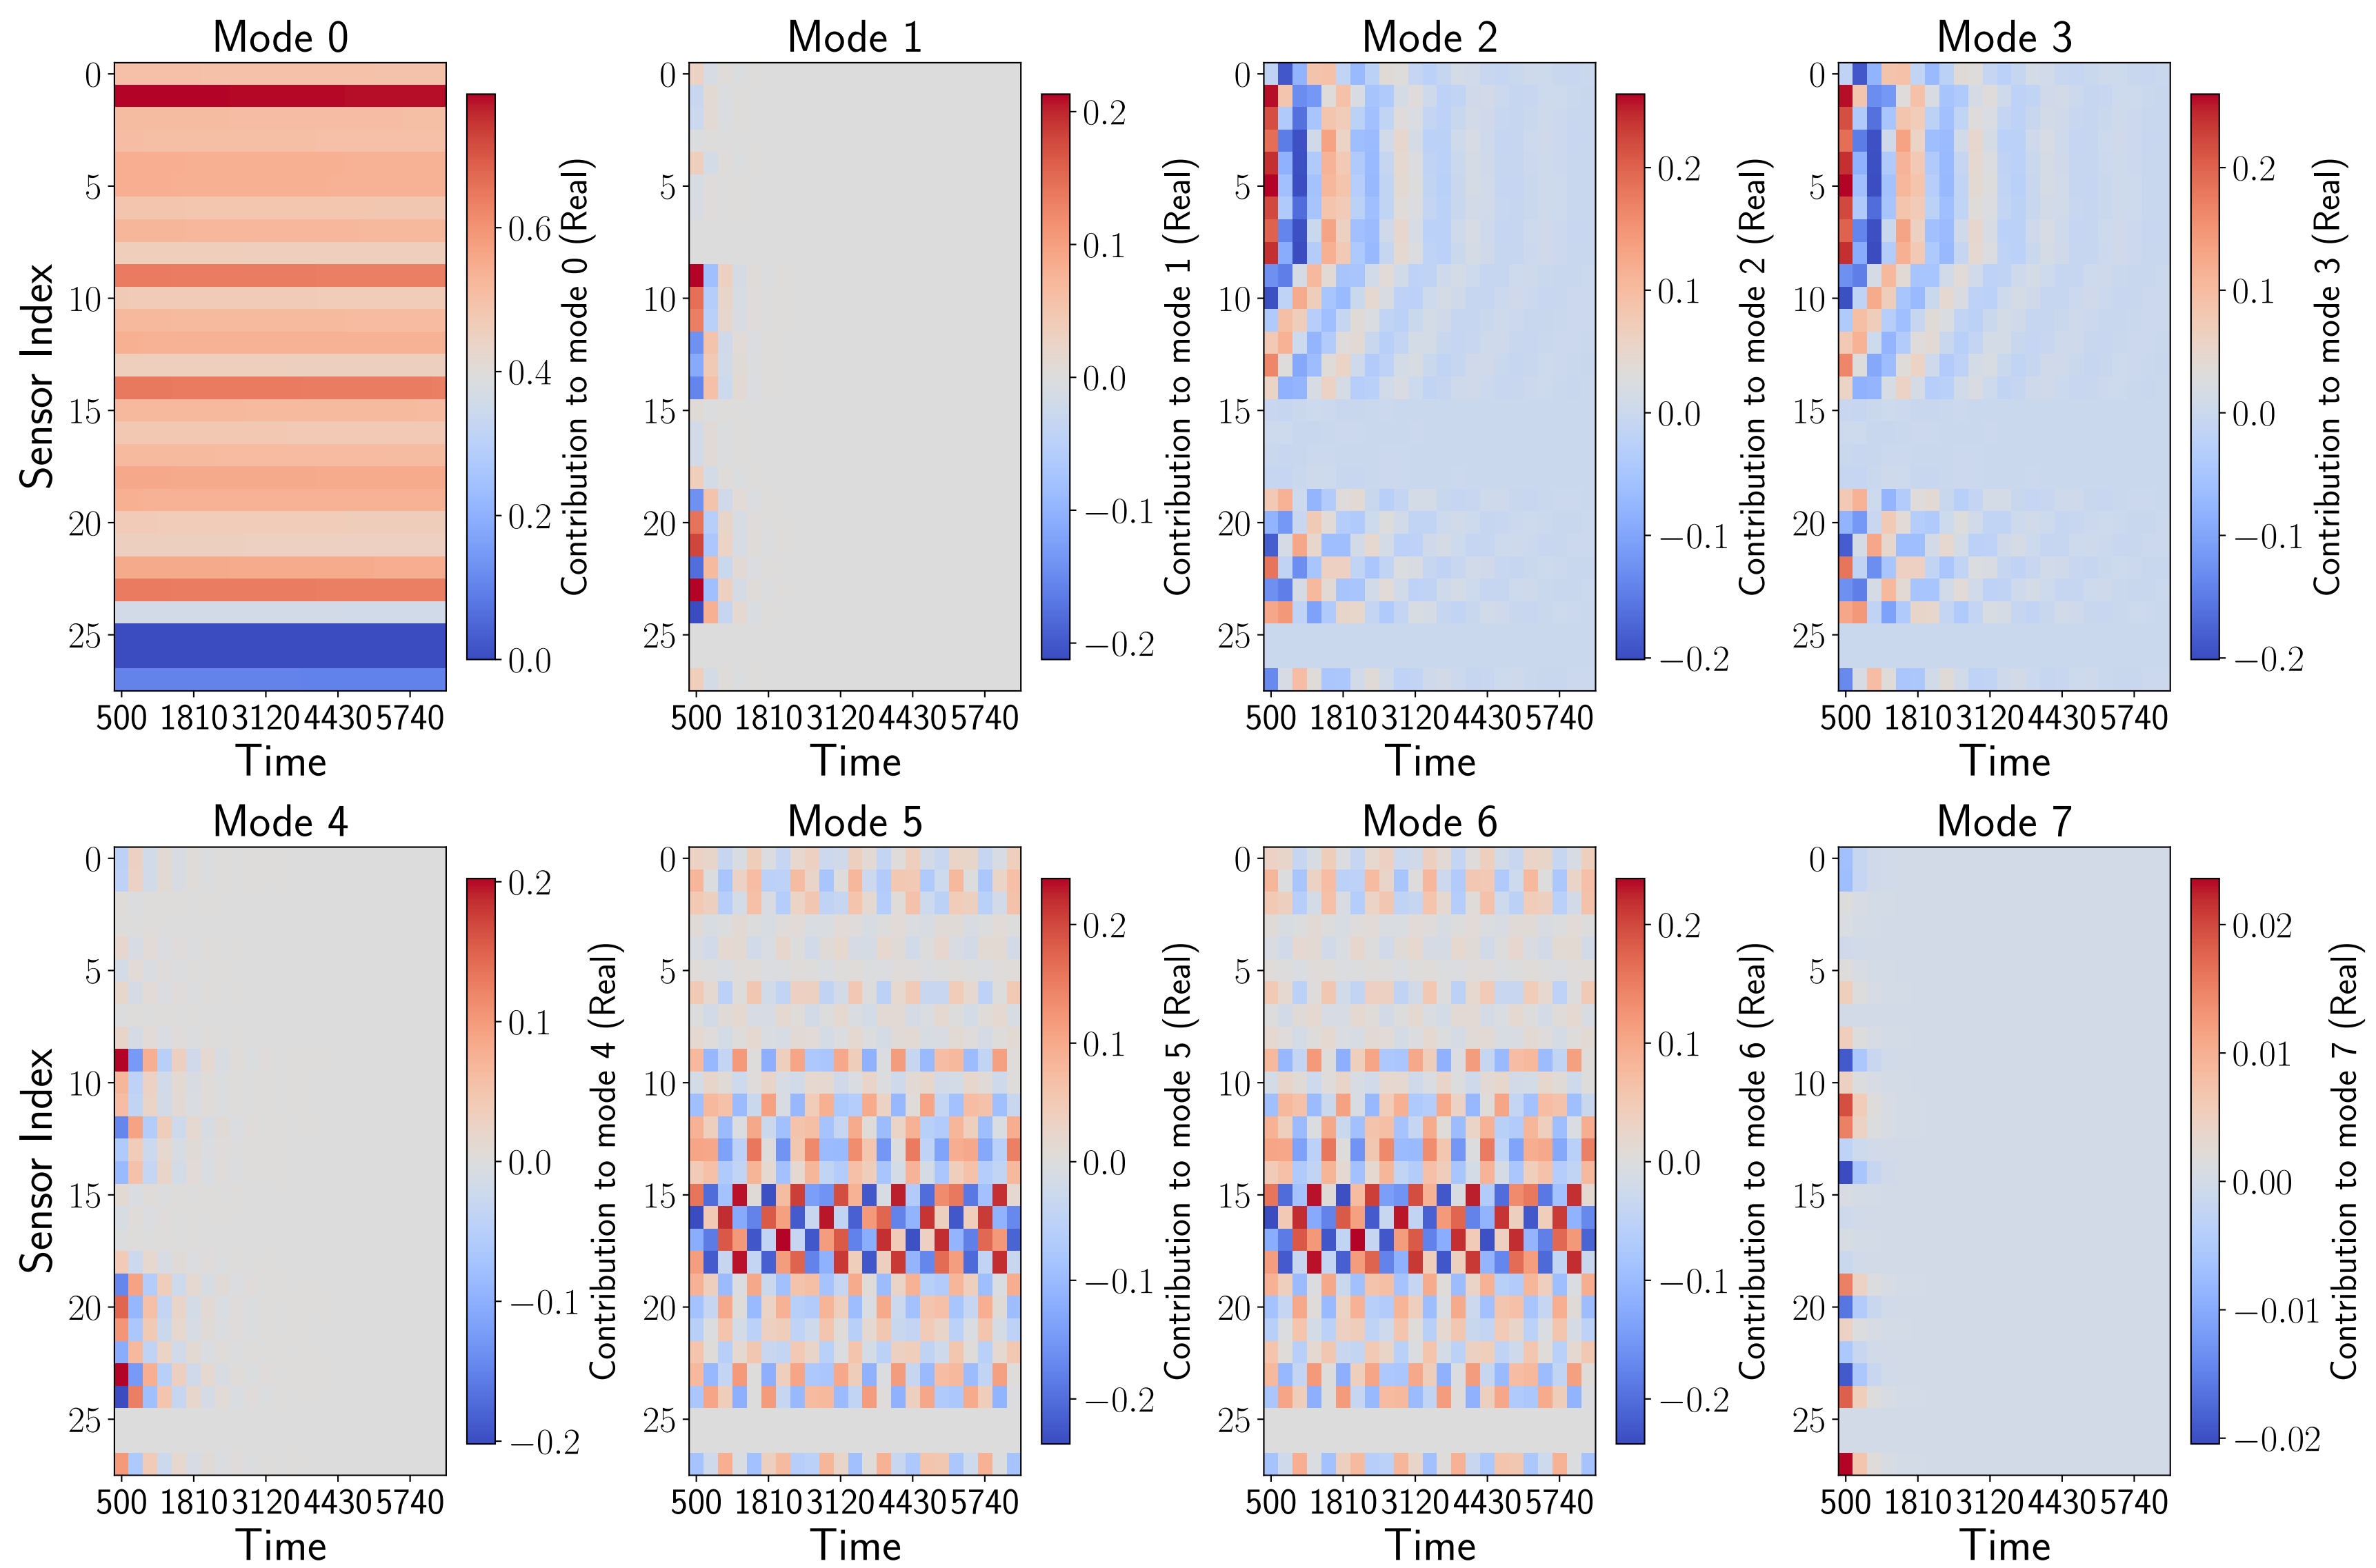 Mode 0
Mode 1
Mode 2
Mode 3
Sensor Index
0
5
10
15
20
25
500 1810 3120 4430 5740
Time
0.6
0.4
0.2
0.0
Contribution to mode 0 (Real)
0
5
10
15
20
25
500 1810 3120 4430 5740
Time
0.2
0.1
0.0
−0.1
−0.2
Contribution to mode 1 (Real)
0
5
10
15
20
25
500 1810 3120 4430 5740
Time
0.2
0.1
0.0
−0.1
−0.2
Contribution to mode 2 (Real)
0
5
10
15
20
25
500 1810 3120 4430 5740
Time
0.2
0.1
0.0
−0.1
−0.2
Contribution to mode 3 (Real)
Mode 4
Mode 5
Mode 6
Mode 7
Sensor Index
0
5
10
15
20
25
500 1810 3120 4430 5740
Time
0.2
0.1
0.0
−0.1
−0.2
Contribution to mode 4 (Real)
0
5
10
15
20
25
500 1810 3120 4430 5740
Time
0.2
0.1
0.0
−0.1
−0.2
Contribution to mode 5 (Real)
0
5
10
15
20
25
500 1810 3120 4430 5740
Time
0.2
0.1
0.0
−0.1
−0.2
Contribution to mode 6 (Real)
0
5
10
15
20
25
500 1810 3120 4430 5740
Time
0.02
0.01
0.00
−0.01
−0.02
Contribution to mode 7 (Real)